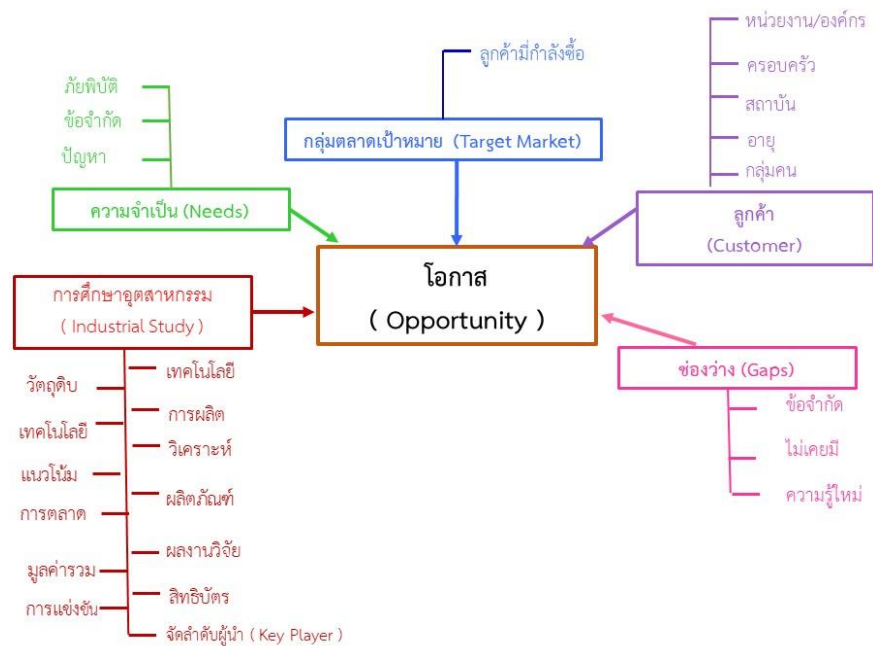 หน่วยงาน/องค์กร
ครอบครัว
สถาบัน
อายุ
กลุ่มคน
ลูกค้า
(Customer)
ลูกค้ามี่กำลังซื้อ
กลุ่มตลาดเป้าหมาย (Target Market)
ภัยพิบัติ
ข้อจำกัด
ปัญหา
ความจำเป็น (Needs)
โอกาส
( Opportunity )
การศึกษาอุตสาหกรรม
( Industrial Study )
วัตถุดิบ
เทคโนโลยี
แนวโน้ม
การตลาด
มูลค่ารวม
การแข่งขัน
เทคโนโลยี
การผลิต
วิเคราะห์
ผลิตภัณฑ์
ผลงานวิจัย
สิทธิบัตร
จัดลำดับผู้นำ ( Key Player )
ช่องว่าง (Gaps)
ข้อจำกัด
ไม่เคยมี
ความรู้ใหม่